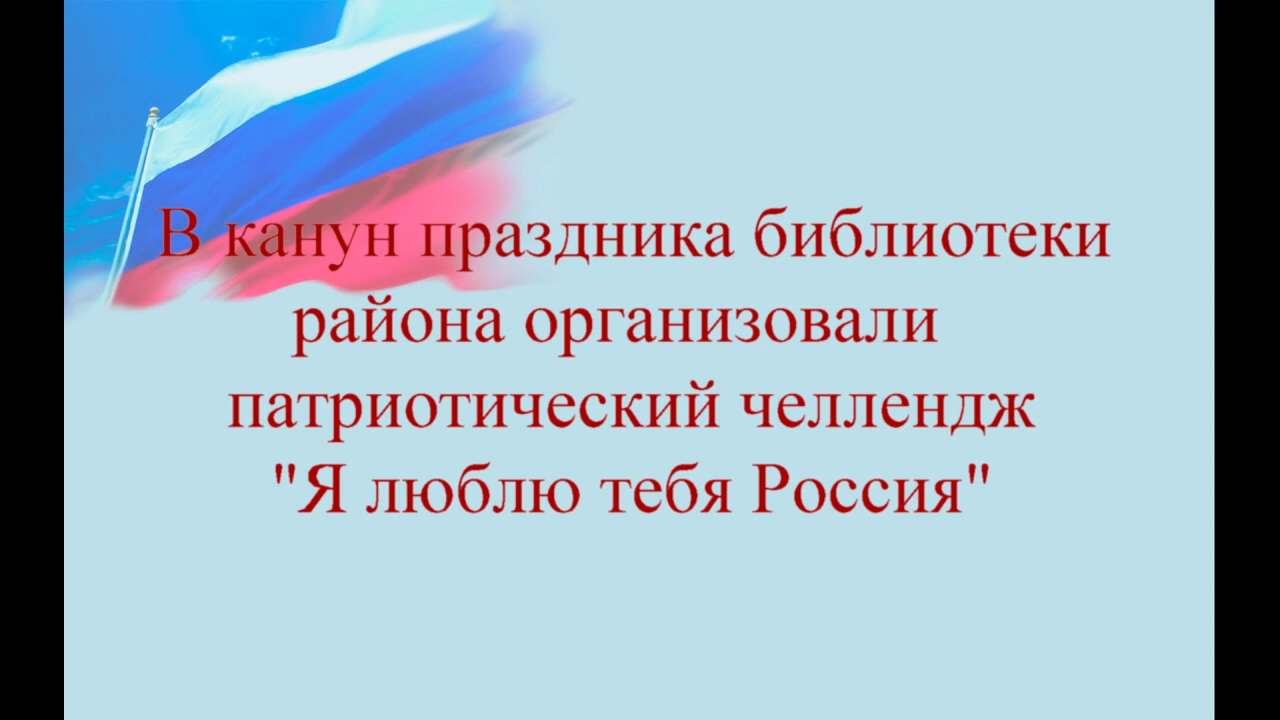 В канун праздника библиотеки
района организовали
патриотический челлендж
"Я люблю тебя Россия"